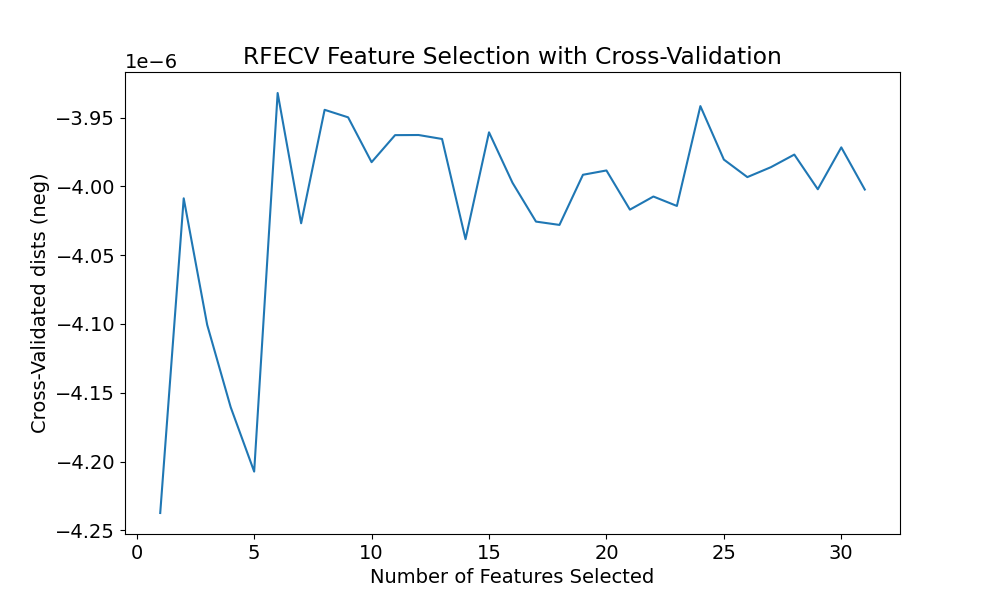 RFECV Feature Selection with Cross-Validation
1e−6
−3.95
−4.00
−4.05
−4.10
−4.15
−4.20
−4.25
Cross-Validated dists (neg)
0 5 10 15 20 25 30
Number of Features Selected